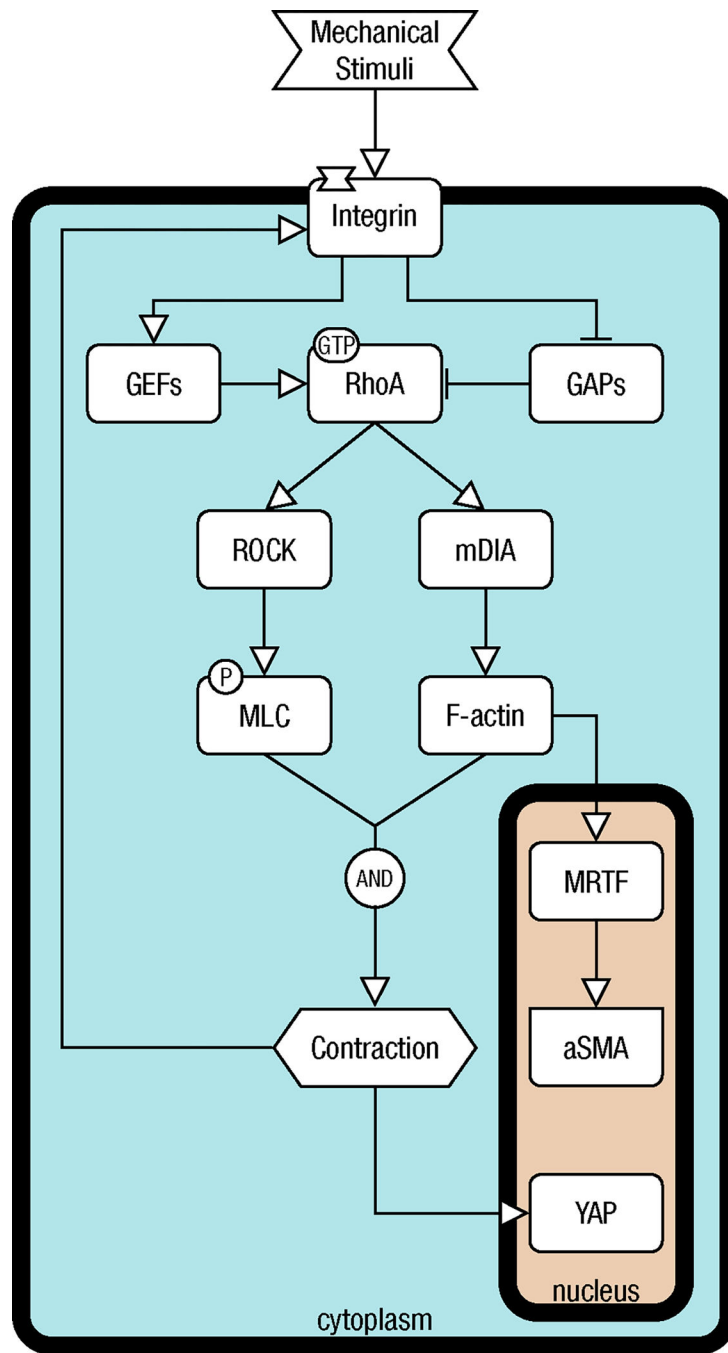 Mechanical
Stimuli
Integrin
GEFs
GTP
RhoA
GAPs
ROCK
mDIA
P
MLC
F-actin
AND
MRTF
Contraction
aSMA
YAP
nucleus
cytoplasm